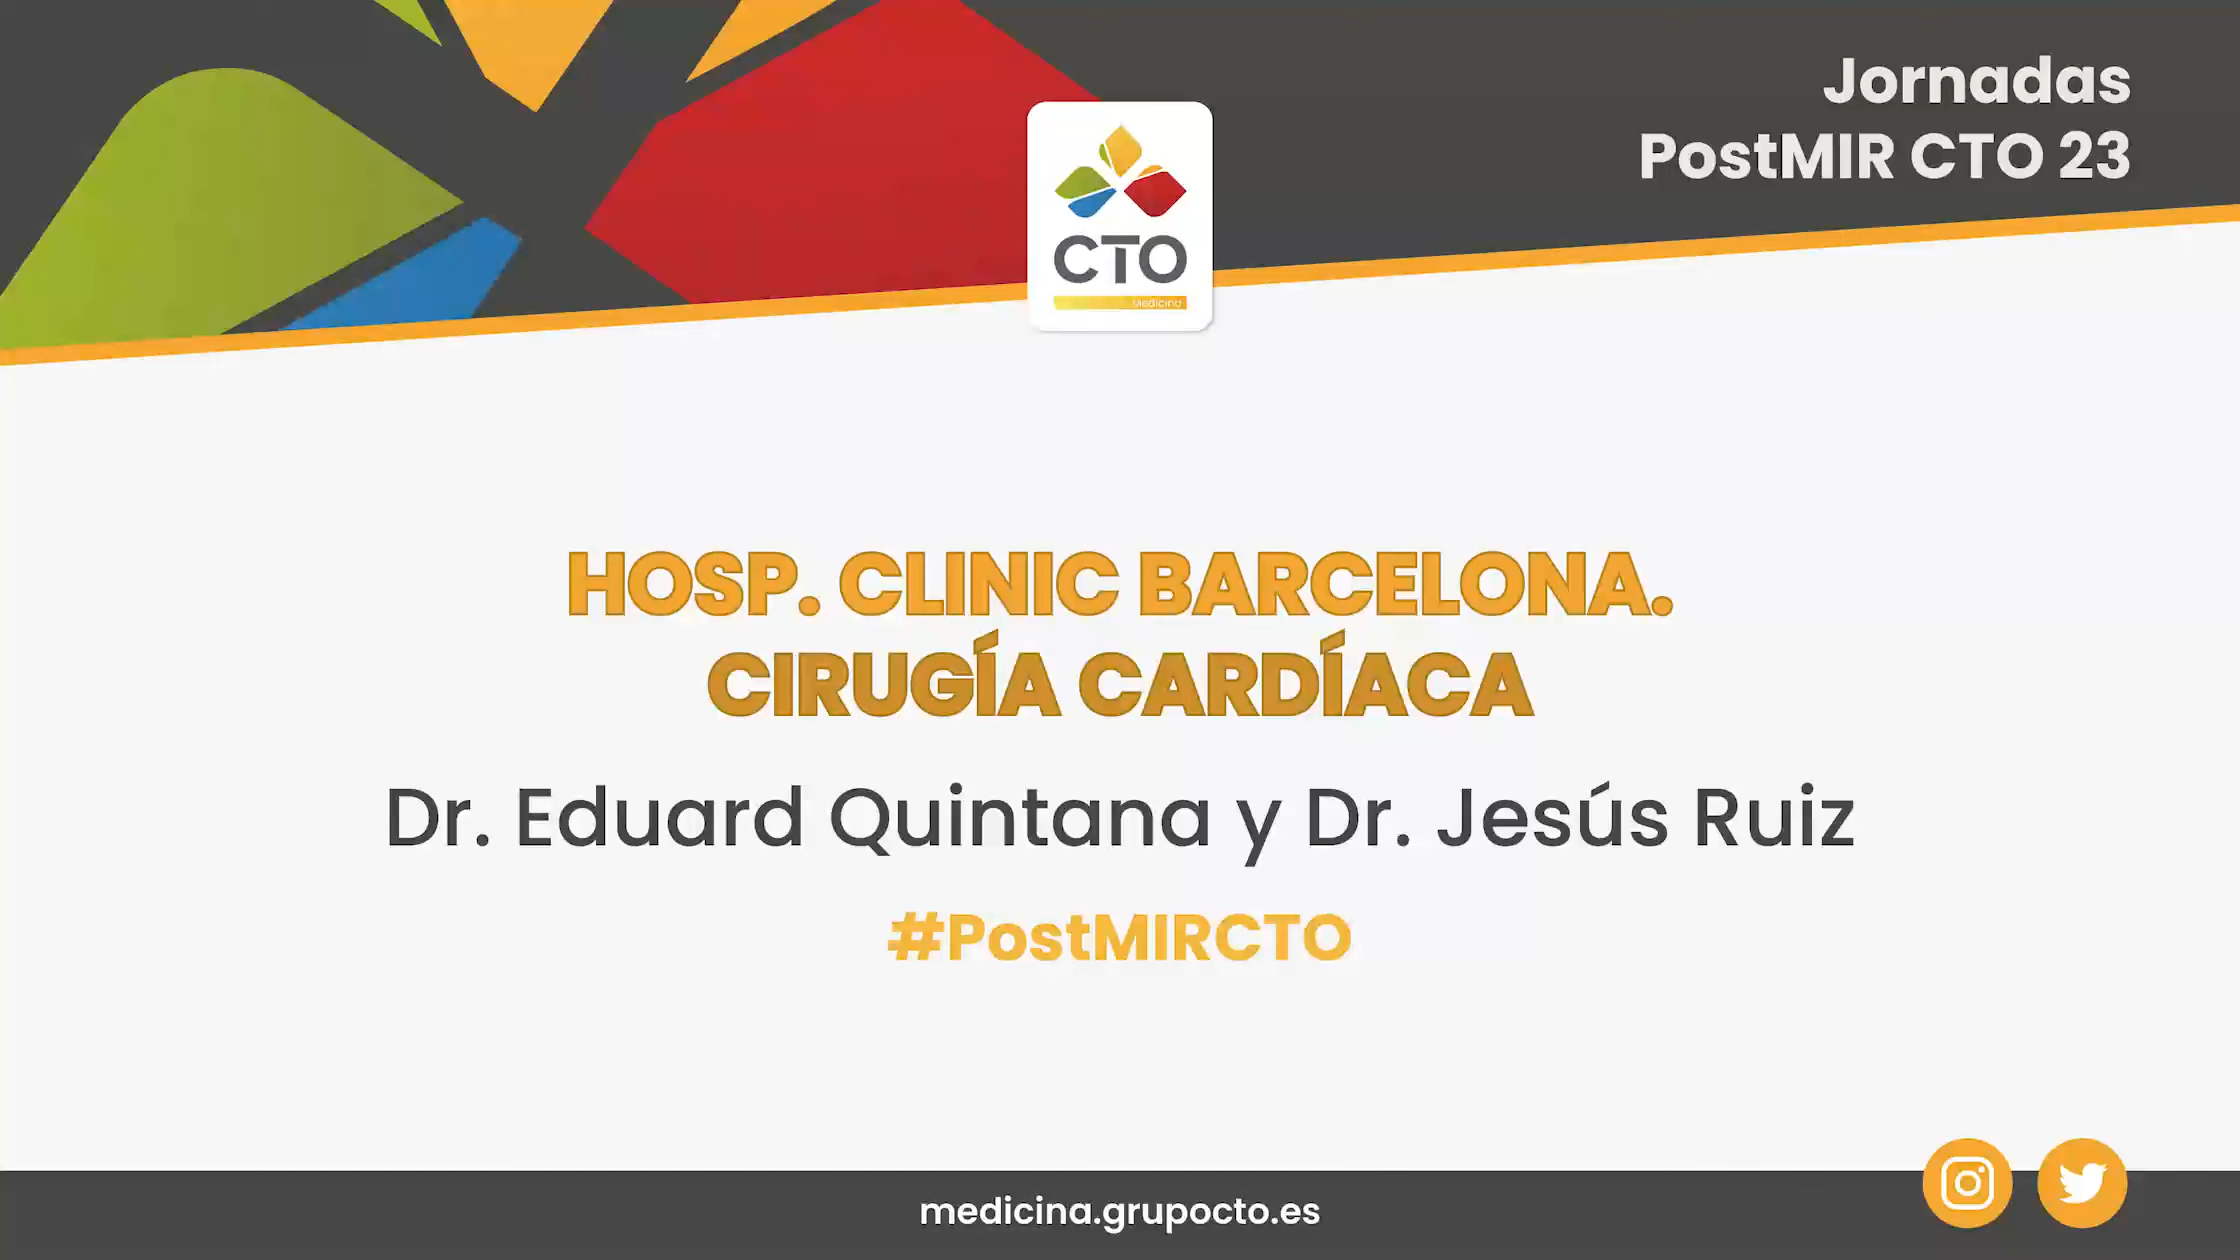 Jornadas
PostMIR CTO 23
CTO
Medicina
HOSP. CLINIC BARCELONA.
CIRUGÍA CARDÍACA
Dr. Eduard Quintana y Dr. Jesús Ruiz
#PostMIRCTO
medicina.grupocto.es